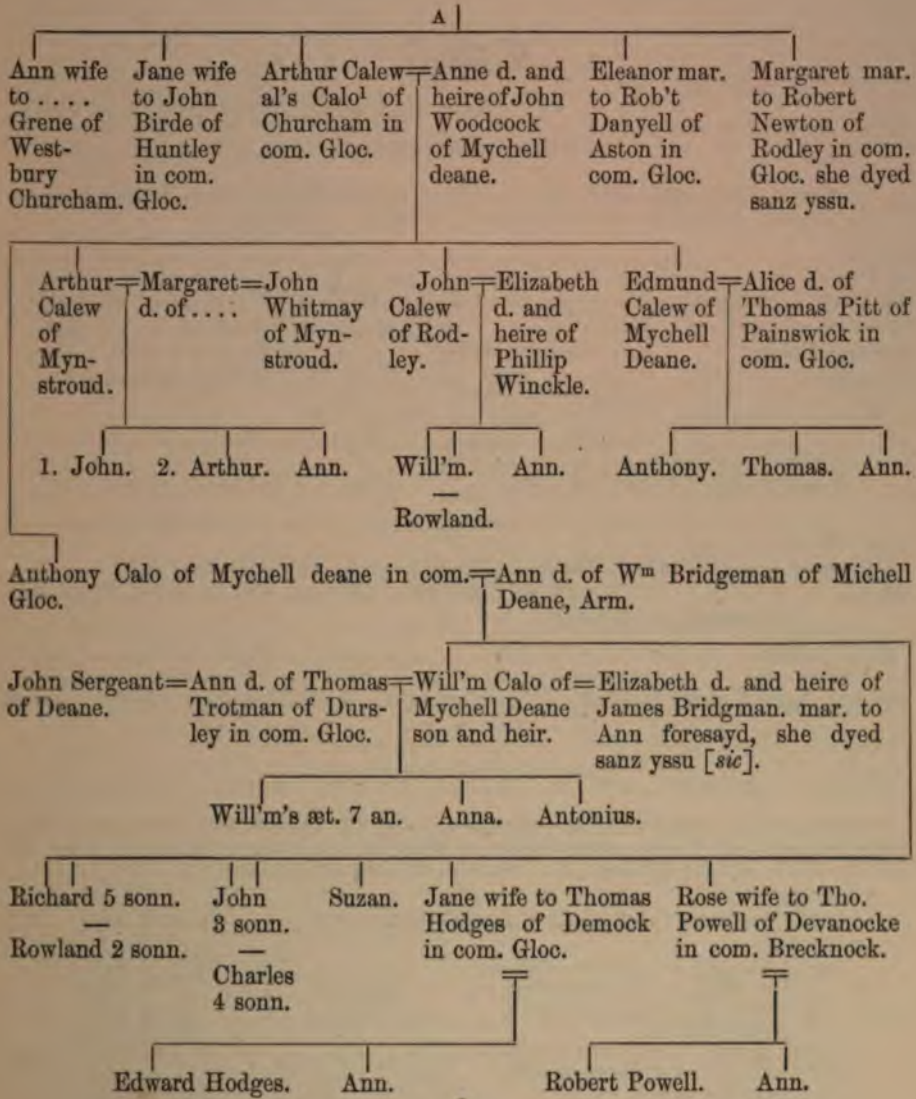 A
Ann wife
to . . . .
Grene of
West-
bury
Churcham.
Jane wife
to John
Birde of
Huntley
in com.
Gloc.
Arthur Calew
al's Calo¹ of
Churcham in
com. Gloc.
Anne d. and
heire of John
Woodcock
of Mychell
deane.
Eleanor mar.
to Rob't
Danyell of
Aston in
com. Gloc.
Margaret mar.
to Robert
Newton of
Rodley in com.
Gloc. she dyed
sanz yssu.
Arthur
Calew
of
Myn-
stroud.
Margaret
d. of . . . .
John
Whitmay
of Myn-
stroud.
John
Calew
of Rod-
ley.
Elizabeth
d. and
heire of
Phillip
Winckle.
Edmund
Calew of
Mychell
Deane.
Alice d. of
Thomas Pitt of
Painswick in
com. Gloc.
1. John. 2. Arthur. Ann.
Will'm. Ann.
Rowland.
Anthony. Thomas. Ann.
Anthony Calo of Mychell deane in com.
Gloc.
Ann d. of Wᵐ Bridgeman of Michell
Deane, Arm.
John Sergeant
of Deane.
Ann d. of Thomas
Trotman of Durs-
ley in com. Gloc.
Will'm Calo of
Mychell Deane
son and heir.
Elizabeth d. and heire of
James Bridgman. mar. to
Ann foresayd, she dyed
sanz yssu [sic].
Will'm's æt. 7 an. Anna. Antonius.
Richard 5 sonn.
—
Rowland 2 sonn.
John
3 sonn.
—
Charles
4 sonn.
Suzan.
Jane wife to Thomas
Hodges of Demock
in com. Gloc.
Rose wife to Tho.
Powell of Devanocke
in com. Brecknock.
Edward Hodges. Ann. Robert Powell. Ann.